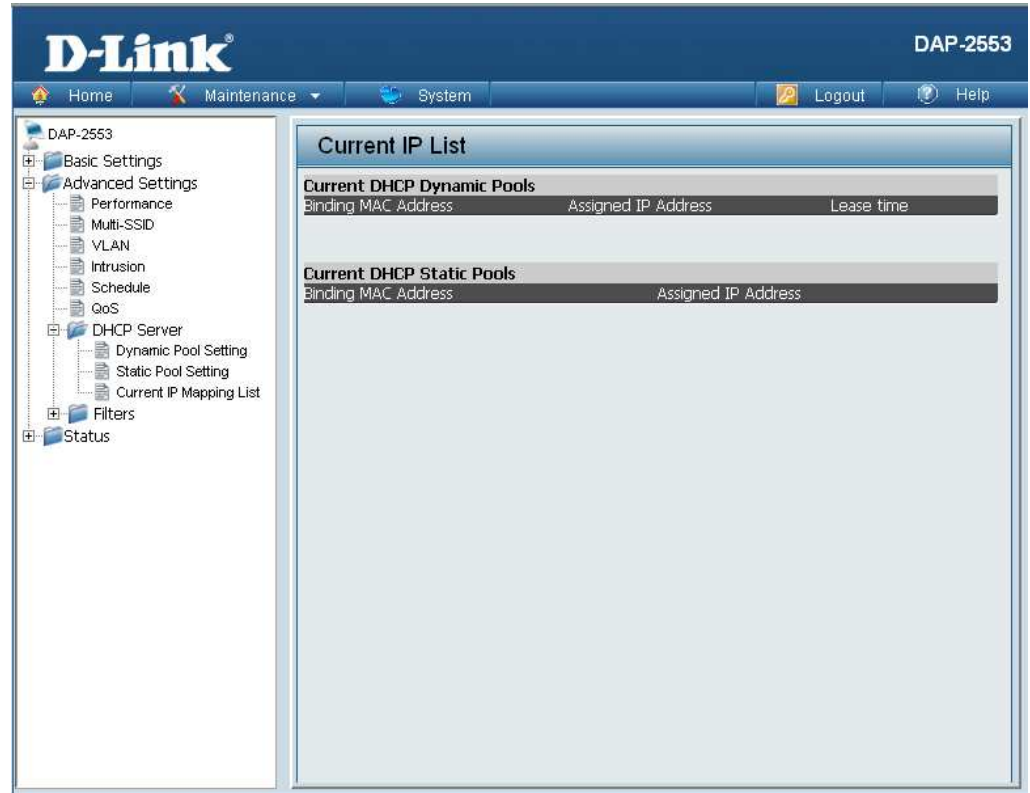 D-Link®
DAP-2553
Home Maintenance System Logout Help
DAP-2553
Basic Settings
Advanced Settings
Performance
Multi-SSID
VLAN
Intrusion
Schedule
QoS
DHCP Server
Dynamic Pool Setting
Static Pool Setting
Current IP Mapping List
Filters
Status
Current IP List
Current DHCP Dynamic Pools
Binding MAC Address Assigned IP Address Lease time
Current DHCP Static Pools
Binding MAC Address Assigned IP Address